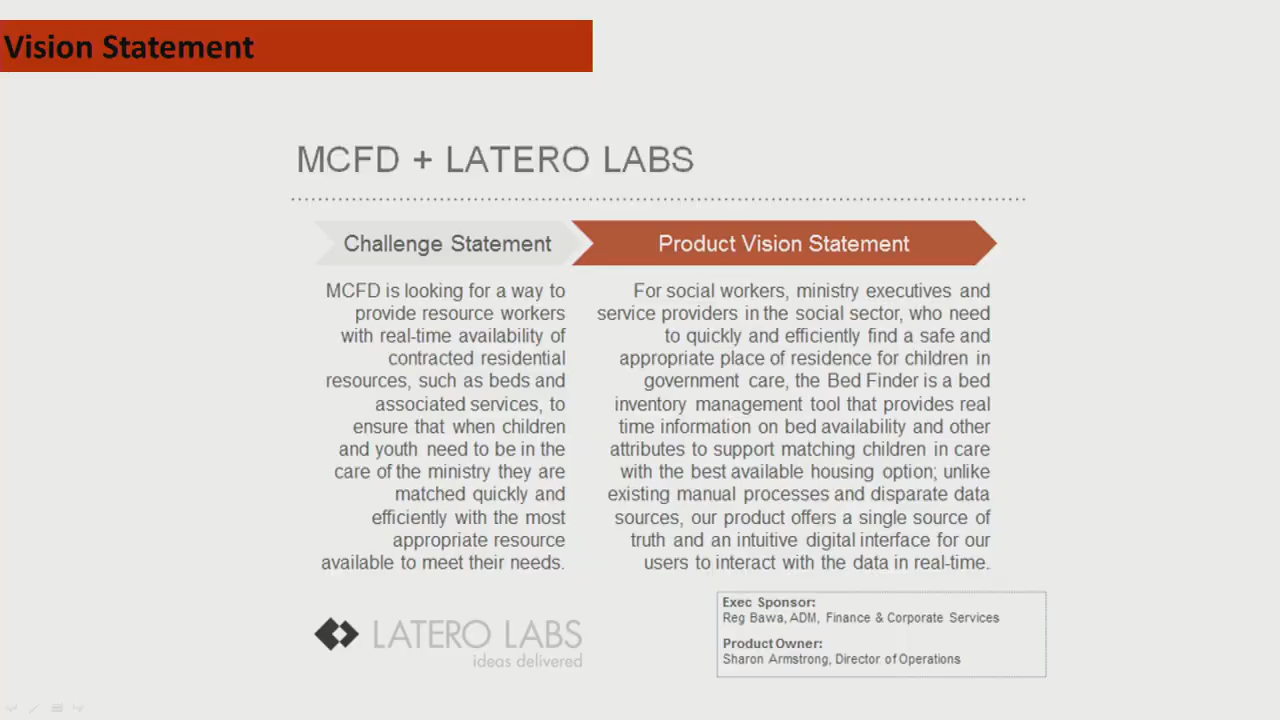 Vision Statement
MCFD + LATERO LABS
Challenge Statement
MCFD is looking for a way to
provide resource workers
with real-time availability of
contracted residential
resources, such as beds and
associated services, to
ensure that when children
and youth need to be in the
care of the ministry they are
matched quickly and
efficiently with the most
appropriate resource
available to meet their needs.
Product Vision Statement
For social workers, ministry executives and
service providers in the social sector, who need
to quickly and efficiently find a safe and
appropriate place of residence for children in
government care, the Bed Finder is a bed
inventory management tool that provides real
time information on bed availability and other
attributes to support matching children in care
with the best available housing option; unlike
existing manual processes and disparate data
sources, our product offers a single source of
truth and an intuitive digital interface for our
users to interact with the data in real-time.
LATERO LABS
ideas delivered
Exec Sponsor:
Reg Bawa, ADM, Finance & Corporate Services
Product Owner:
Sharon Armstrong, Director of Operations